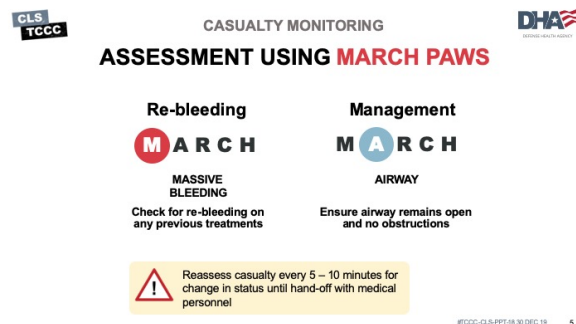 CLS
TCCC
CASUALTY MONITORING
DHA
DEFENSE HEALTH AGENCY
ASSESSMENT USING MARCH PAWS
Re-bleeding
MARCH
MASSIVE
BLEEDING
Check for re-bleeding on
any previous treatments
Management
MARCH
AIRWAY
Ensure airway remains open
and no obstructions
!
Reassess casualty every 5 – 10 minutes for
change in status until hand-off with medical
personnel
#TCCC-CLS-PPT-18 30 DEC 19
5